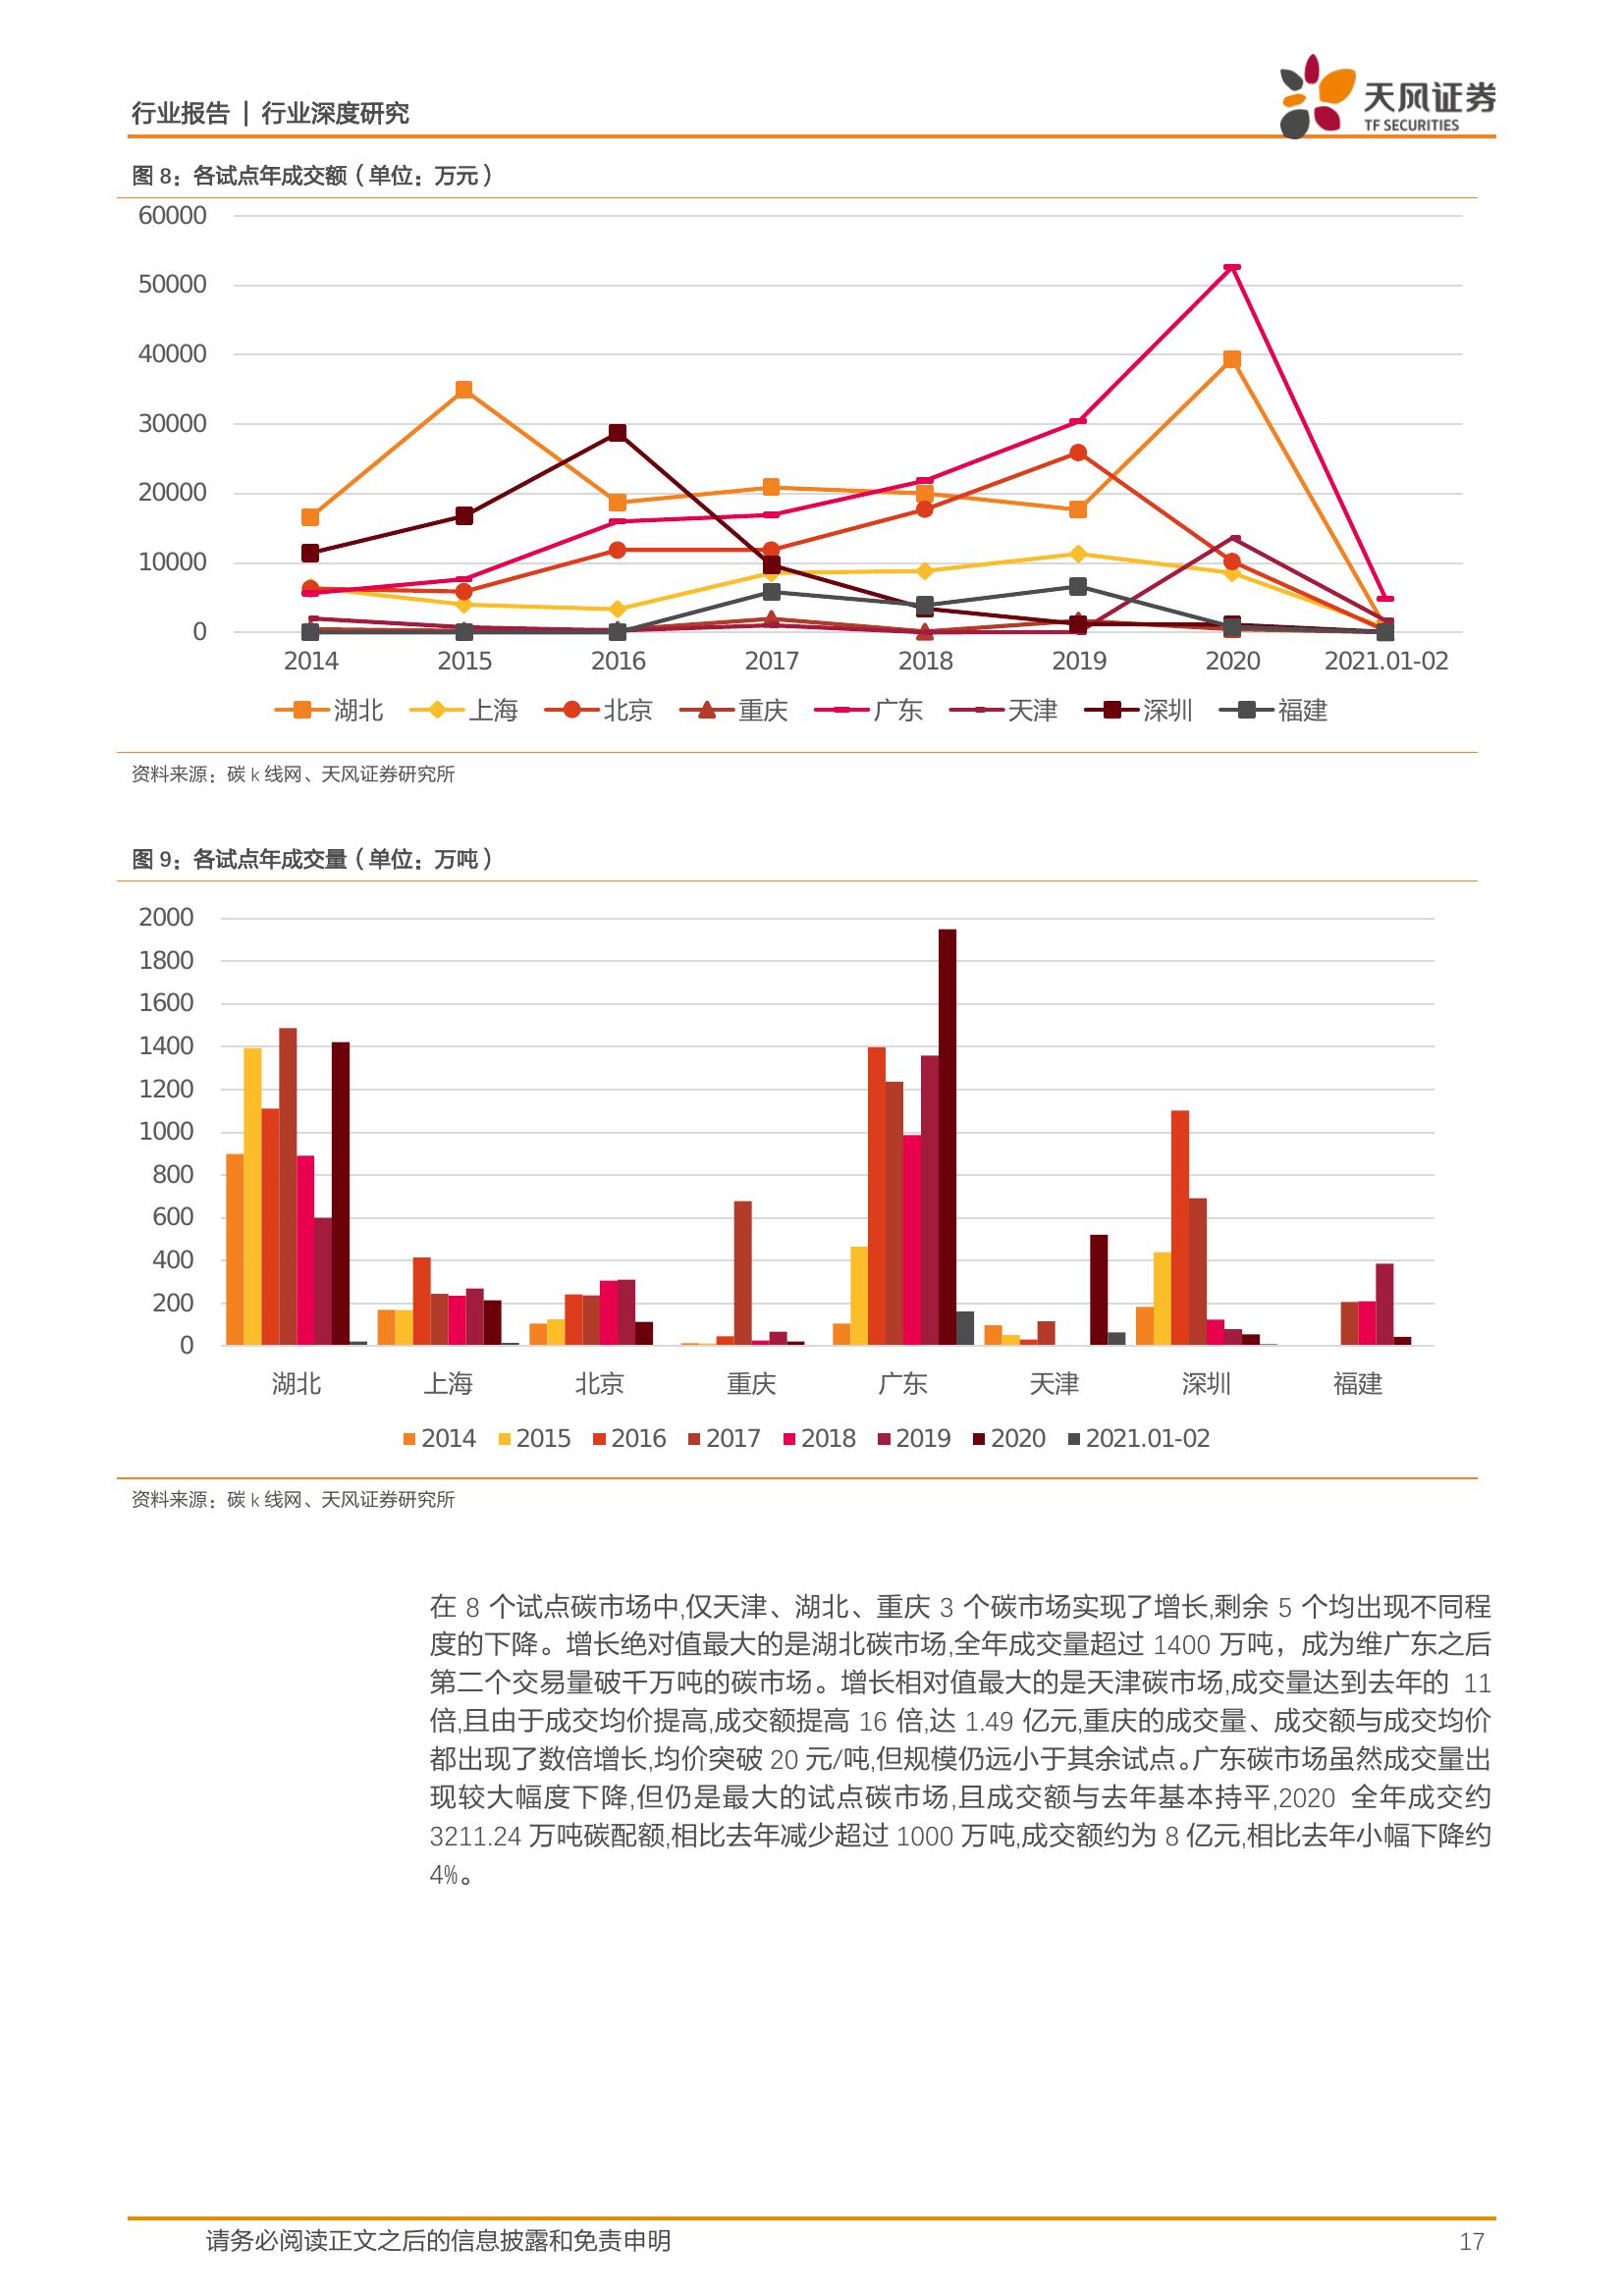 行业报告 | 行业深度研究
天风证券
TF SECURITIES
图 8：各试点年成交额（单位：万元）
60000
50000
40000
30000
20000
10000
0
2014 2015 2016 2017 2018 2019 2020 2021.01-02
湖北 上海 北京 重庆 广东 天津 深圳 福建
资料来源：碳 k 线网、天风证券研究所
图 9：各试点年成交量（单位：万吨）
2000
1800
1600
1400
1200
1000
800
600
400
200
0
湖北 上海 北京 重庆 广东 天津 深圳 福建
2014 2015 2016 2017 2018 2019 2020 2021.01-02
资料来源：碳 k 线网、天风证券研究所
在 8 个试点碳市场中,仅天津、湖北、重庆 3 个碳市场实现了增长,剩余 5 个均出现不同程
度的下降。增长绝对值最大的是湖北碳市场,全年成交量超过 1400 万吨，成为维广东之后
第二个交易量破千万吨的碳市场。增长相对值最大的是天津碳市场,成交量达到去年的 11
倍,且由于成交均价提高,成交额提高 16 倍,达 1.49 亿元,重庆的成交量、成交额与成交均价
都出现了数倍增长,均价突破 20 元/吨,但规模仍远小于其余试点。广东碳市场虽然成交量出
现较大幅度下降,但仍是最大的试点碳市场,且成交额与去年基本持平,2020 全年成交约
3211.24 万吨碳配额,相比去年减少超过 1000 万吨,成交额约为 8 亿元,相比去年小幅下降约
4%。
请务必阅读正文之后的信息披露和免责申明 17